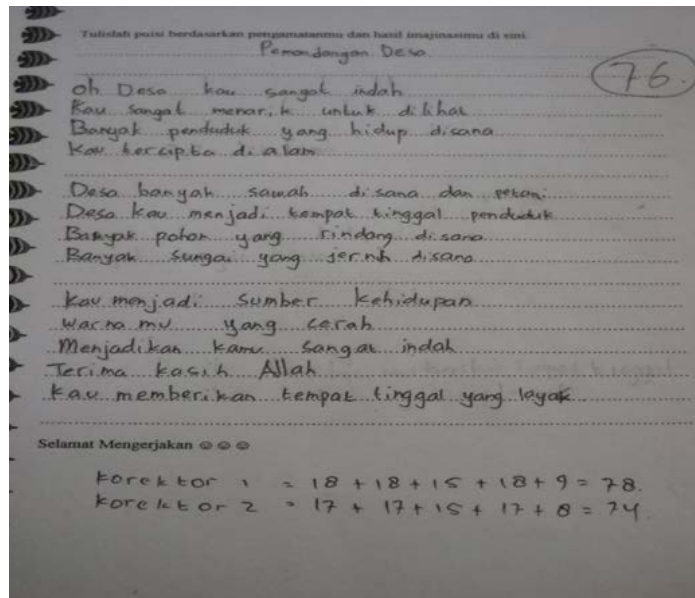 Tulislah puisi berdasarkan pengamatanmu dan hasil imajinasimu di sini.
Pemandangan Desa
76
oh Desa kau sangat indah
Kau sangat menarik untuk dilihat
Banyak penduduk yang hidup disana
Kau tercipta di alam
Desa banyak sawah disana dan petani
Desa kau menjadi tempat tinggal penduduk
Banyak pohon yang rindang disana
Banyak sungai yang jernih disana
Kau menjadi sumber kehidupan
Warna mu yang cerah
Menjadikan kamu sangat indah
Terima kasih Allah
Kau memberikan tempat tinggal yang layak
Selamat Mengerjakan ☺☺☺
Korektor 1 = 18 + 18 + 15 + 18 + 9 = 78.
Korektor 2 = 17 + 17 + 15 + 17 + 8 = 74